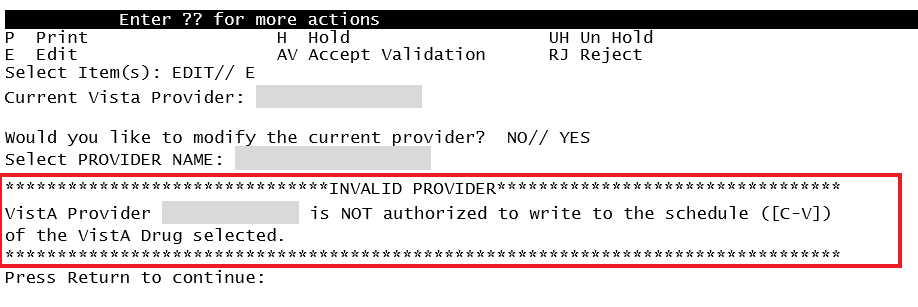 Enter ?? for more actions
P  Print                       H  Hold                      UH Un Hold
E  Edit                        AV Accept Validation         RJ Reject
Select Item(s): EDIT// E
Current Vista Provider:
Would you like to modify the current provider?  NO// YES
Select PROVIDER NAME:
*******************************INVALID PROVIDER*********************************
VistA Provider               is NOT authorized to write to the schedule ([C-V])
of the VistA Drug selected.
********************************************************************************
Press Return to continue: